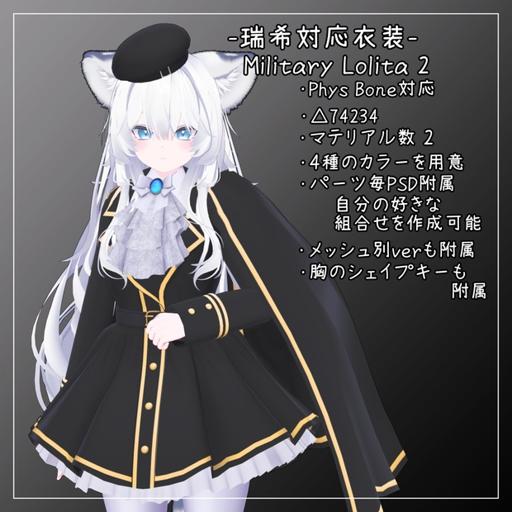 -瑞希対応衣装-
Military Lolita 2
・Phys Bone対応
・△74234
・マテリアル数 2
・4種のカラーを用意
・パーツ毎PSD附属
自分の好きな
組合せを作成可能
・メッシュ別verも附属
・胸のシェイプキーも
附属